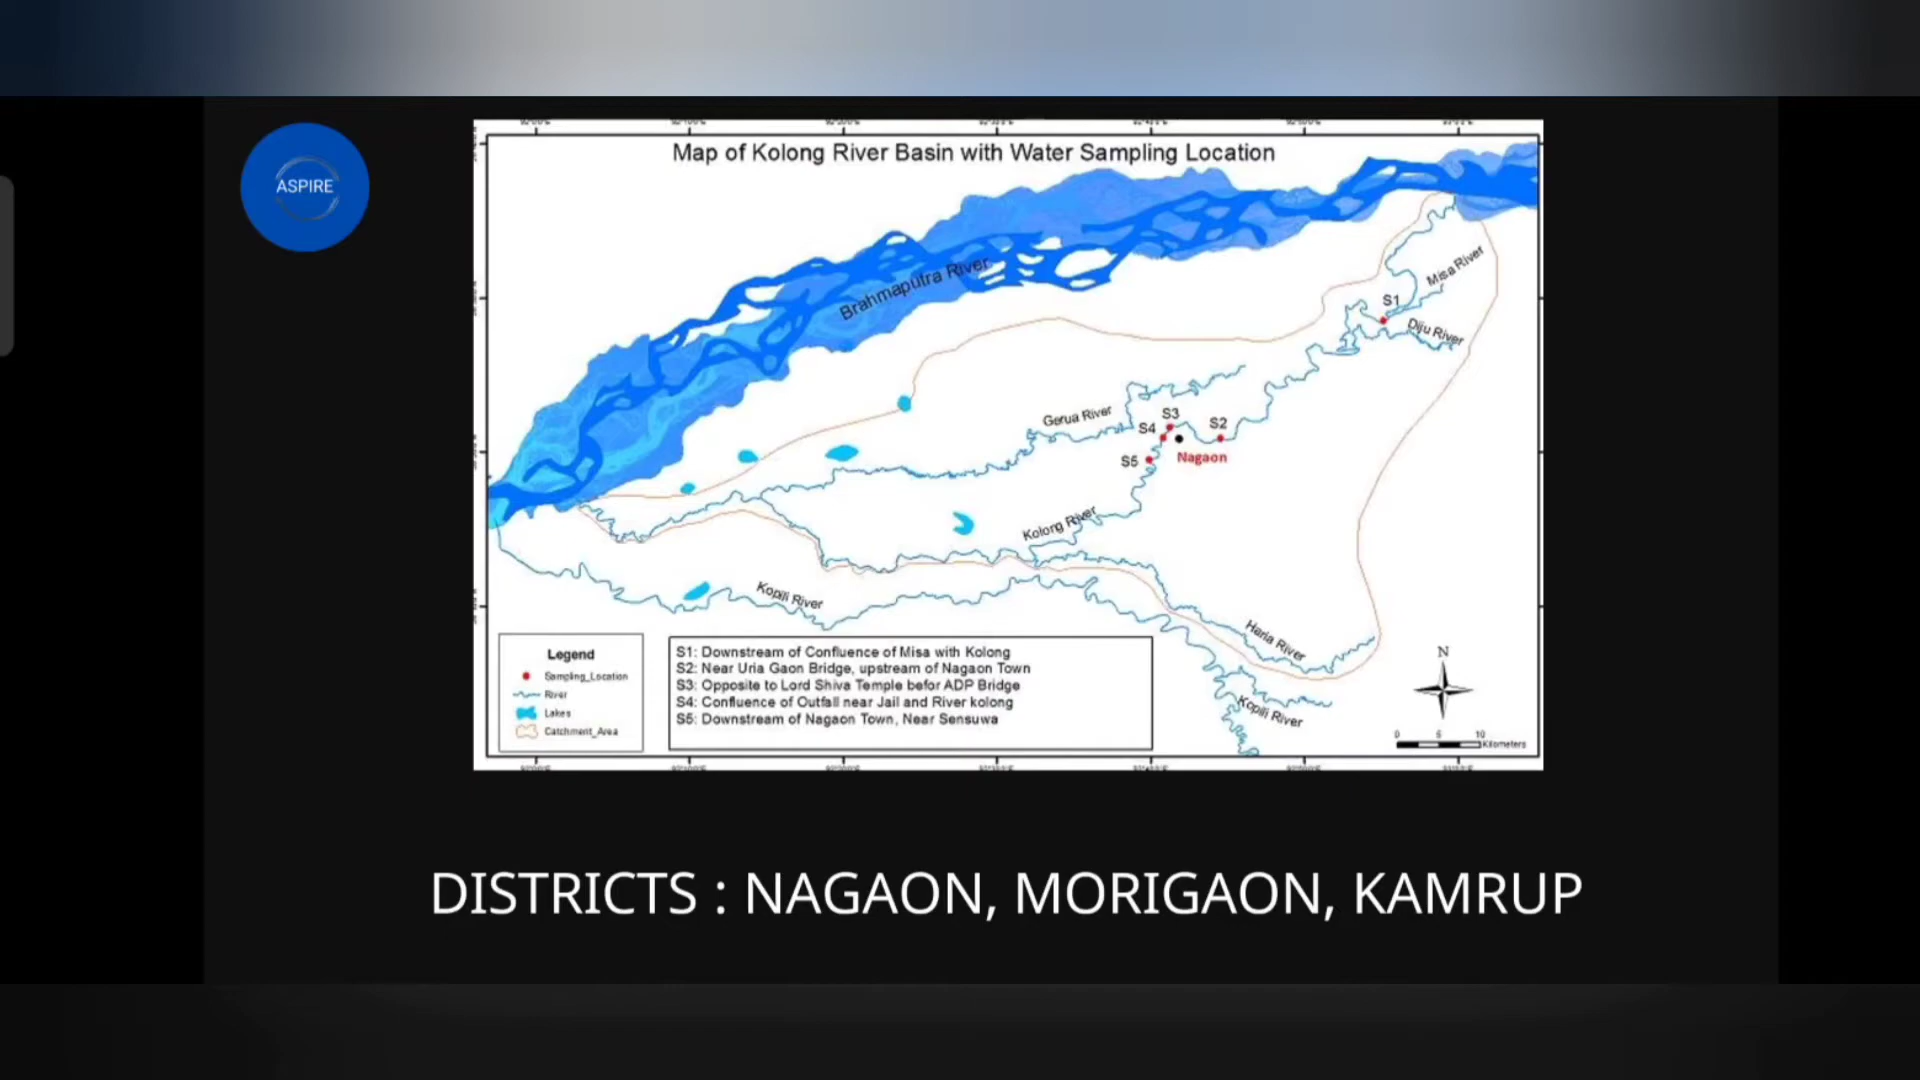 ASPIRE
Map of Kolong River Basin with Water Sampling Location
Brahmaputra River
Misa River
S1
Diju River
Gerua River
S3
S4
S2
S5
Nagaon
Kolong River
Kopili River
Haria River
Kopili River
Legend
Sampling_Location
River
Lakes
Catchment_Area
S1: Downstream of Confluence of Misa with Kolong
S2: Near Uria Gaon Bridge, upstream of Nagaon Town
S3: Opposite to Lord Shiva Temple befor ADP Bridge
S4: Confluence of Outfall near Jail and River kolong
S5: Downstream of Nagaon Town, Near Sensuwa
N
0 5 10
Kilometers
DISTRICTS : NAGAON, MORIGAON, KAMRUP